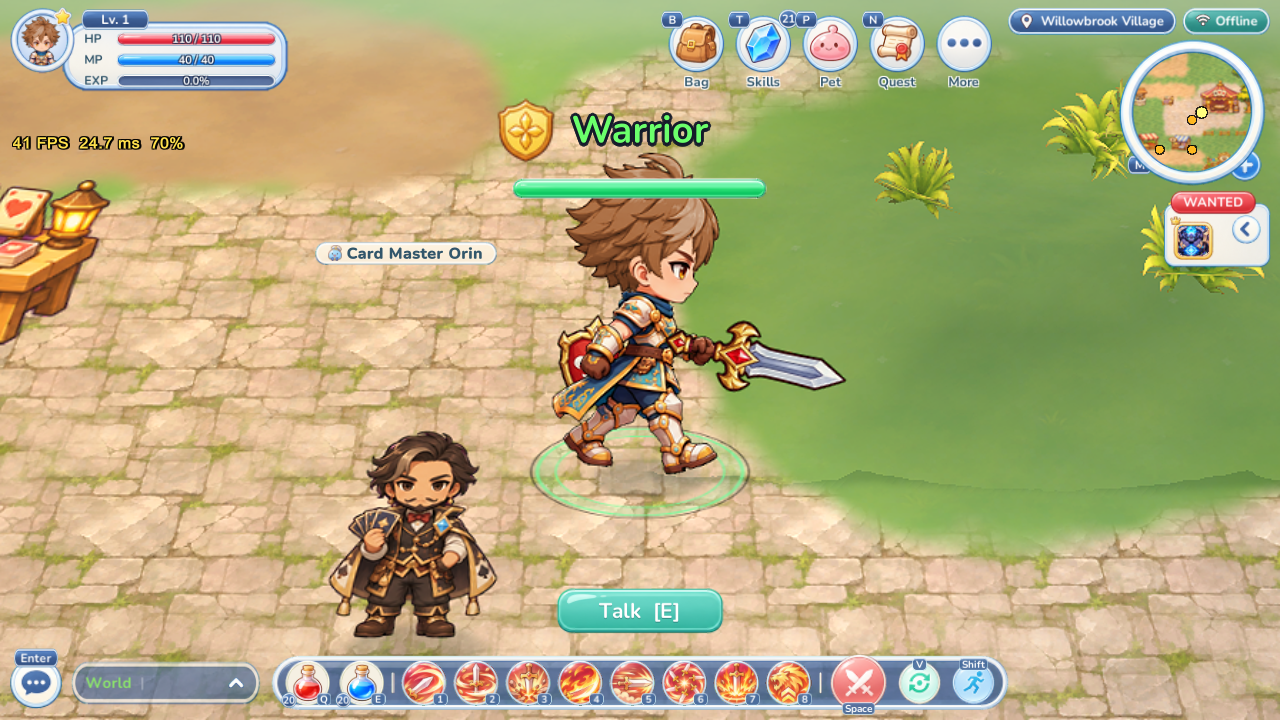 Lv. 1
HP 110 / 110
MP 40 / 40
EXP 0.0%
41 FPS 24.7 ms 70%
B T 21 P N
Bag Skills Pet Quest More
Willowbrook Village
Offline
M
WANTED
Warrior
Card Master Orin
Talk [E]
Enter
World
20 Q 20 E 1 2 3 4 5 6 7 8
Space
V
Shift